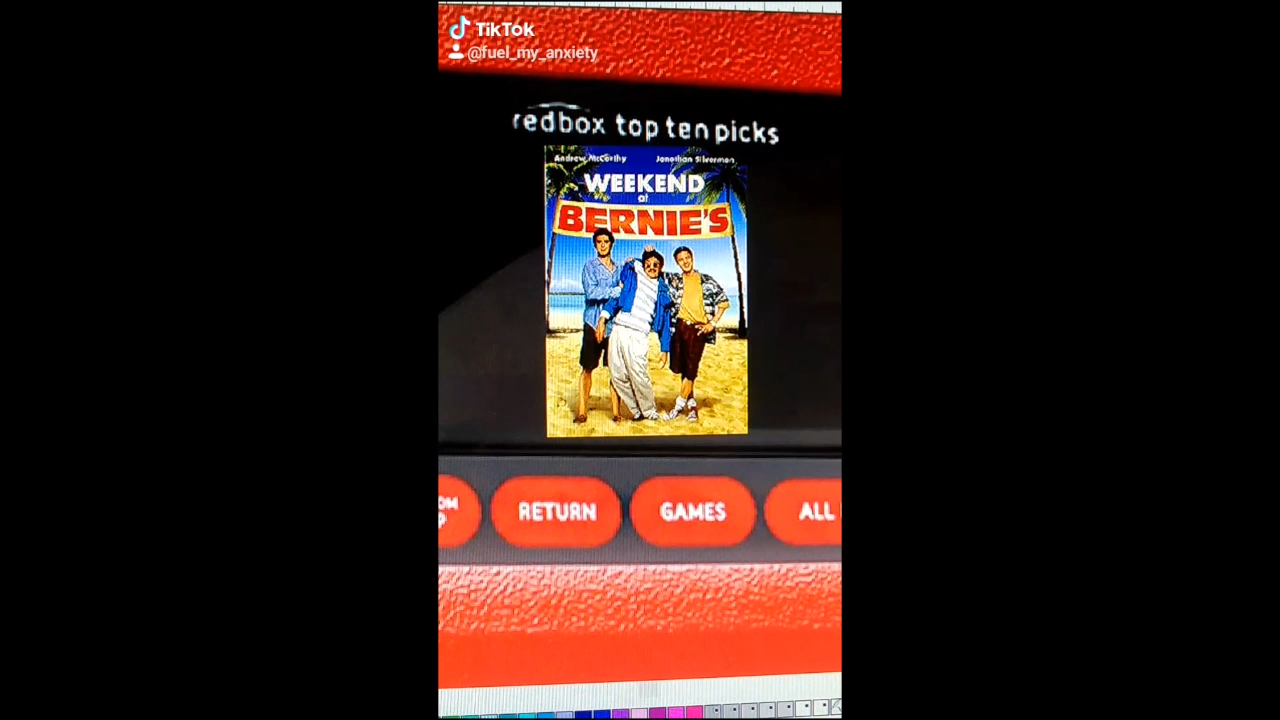 TikTok
@fuel_my_anxiety
redbox top ten picks
Andrew McCarthy Jonathan Silverman
WEEKEND
at
BERNIE'S
RETURN GAMES ALL